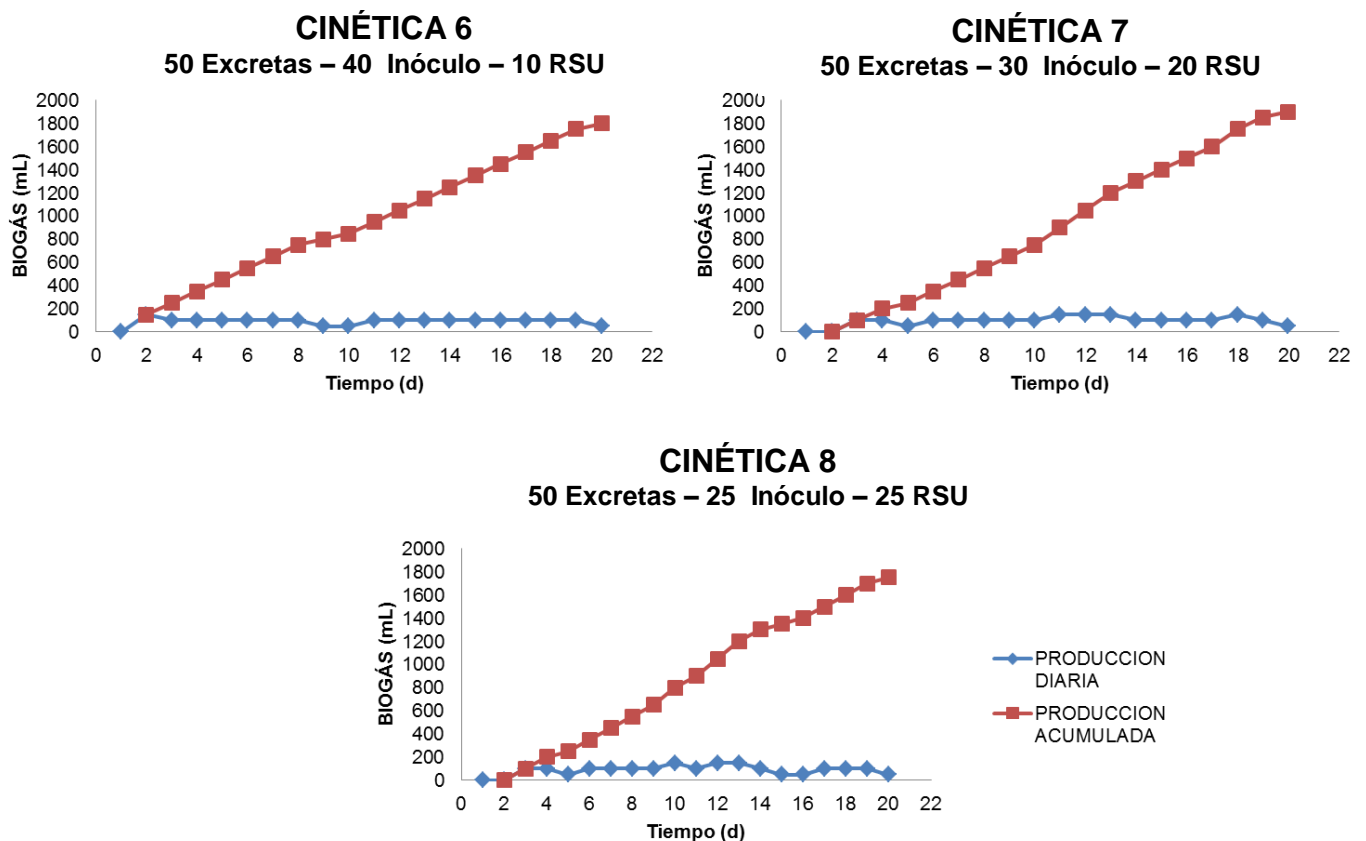 CINÉTICA 6
50 Excretas – 40 Inóculo – 10 RSU
2000
1800
1600
1400
1200
1000
800
600
400
200
0
BIOGÁS (mL)
0 2 4 6 8 10 12 14 16 18 20 22
Tiempo (d)
CINÉTICA 7
50 Excretas – 30 Inóculo – 20 RSU
2000
1800
1600
1400
1200
1000
800
600
400
200
0
BIOGÁS (mL)
0 2 4 6 8 10 12 14 16 18 20 22
Tiempo (d)
CINÉTICA 8
50 Excretas – 25 Inóculo – 25 RSU
2000
1800
1600
1400
1200
1000
800
600
400
200
0
BIOGÁS (mL)
0 2 4 6 8 10 12 14 16 18 20 22
Tiempo (d)
PRODUCCION
DIARIA
PRODUCCION
ACUMULADA